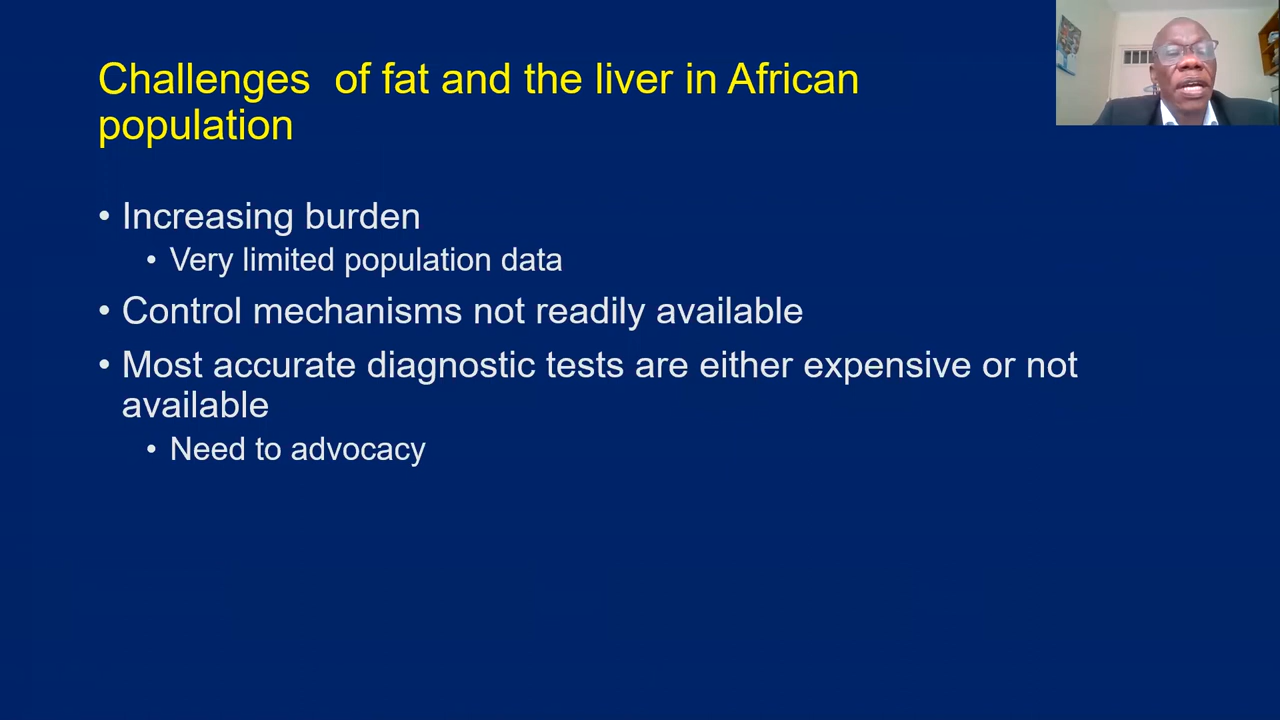 Challenges  of fat and the liver in African
population
• Increasing burden
• Very limited population data
• Control mechanisms not readily available
• Most accurate diagnostic tests are either expensive or not
available
• Need to advocacy